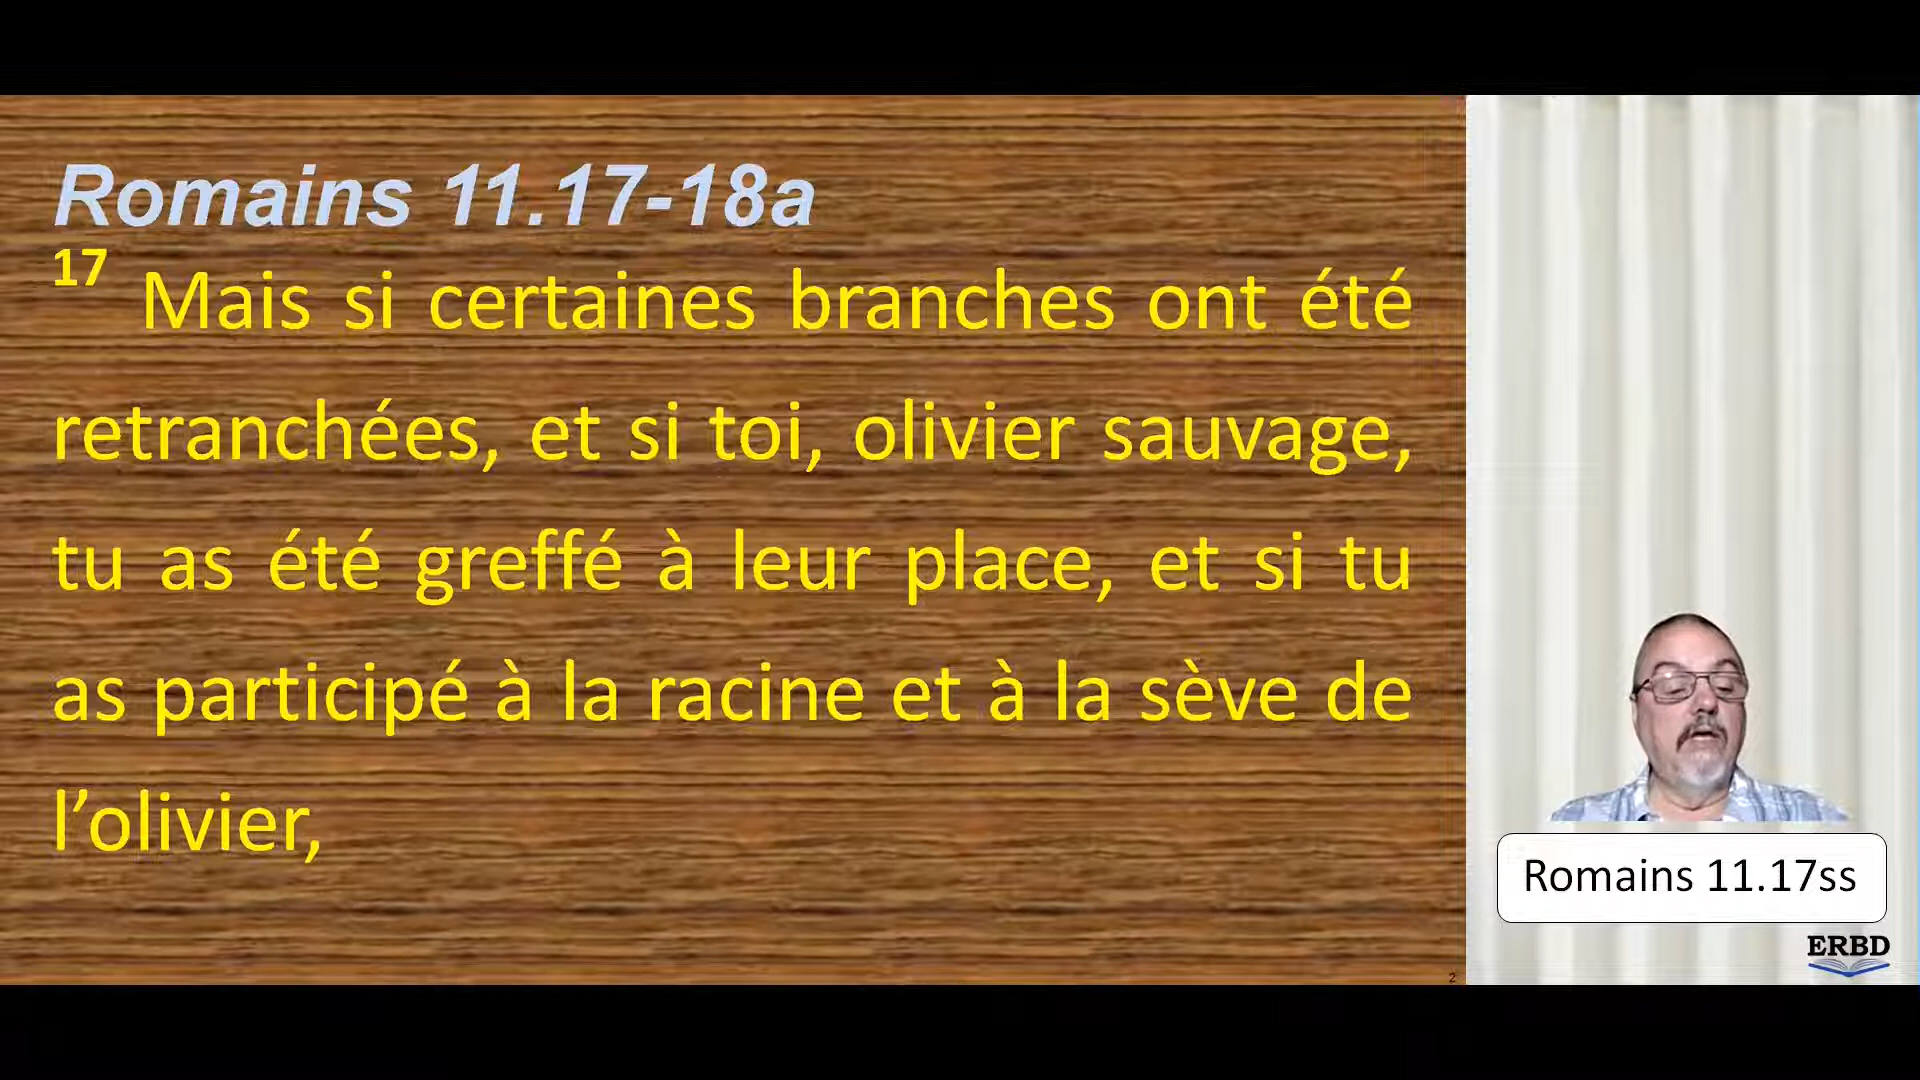 Romains 11.17-18a
17 Mais si certaines branches ont été
retranchées, et si toi, olivier sauvage,
tu as été greffé à leur place, et si tu
as participé à la racine et à la sève de
l’olivier,
Romains 11.17ss
ERBD
2